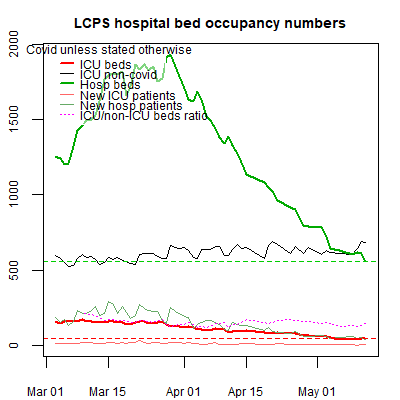 LCPS hospital bed occupancy numbers
Covid unless stated otherwise
ICU beds
ICU non-covid
Hosp beds
New ICU patients
New hosp patients
ICU/non-ICU beds ratio
2000
1500
1000
500
0
Mar 01 Mar 15 Apr 01 Apr 15 May 01